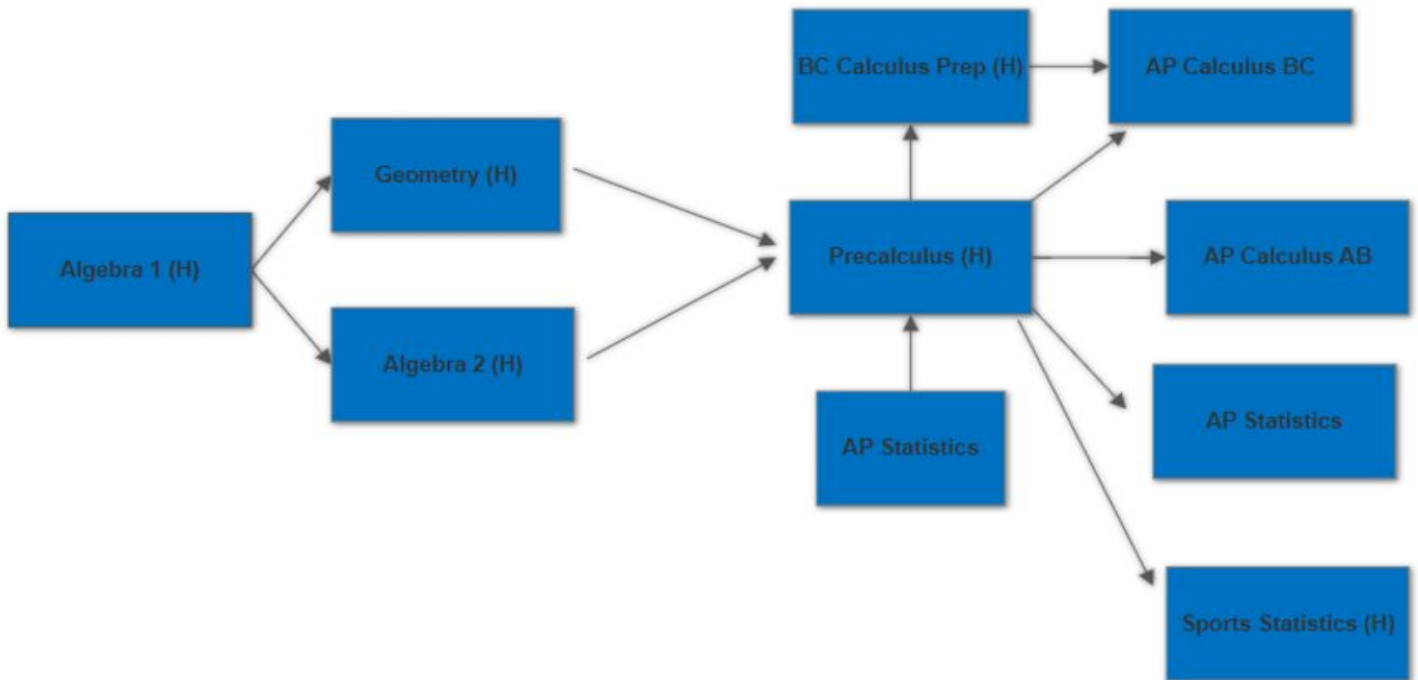 BC Calculus Prep (H)
AP Calculus BC
Geometry (H)
Algebra 1 (H)
Precalculus (H)
AP Calculus AB
Algebra 2 (H)
AP Statistics
AP Statistics
Sports Statistics (H)